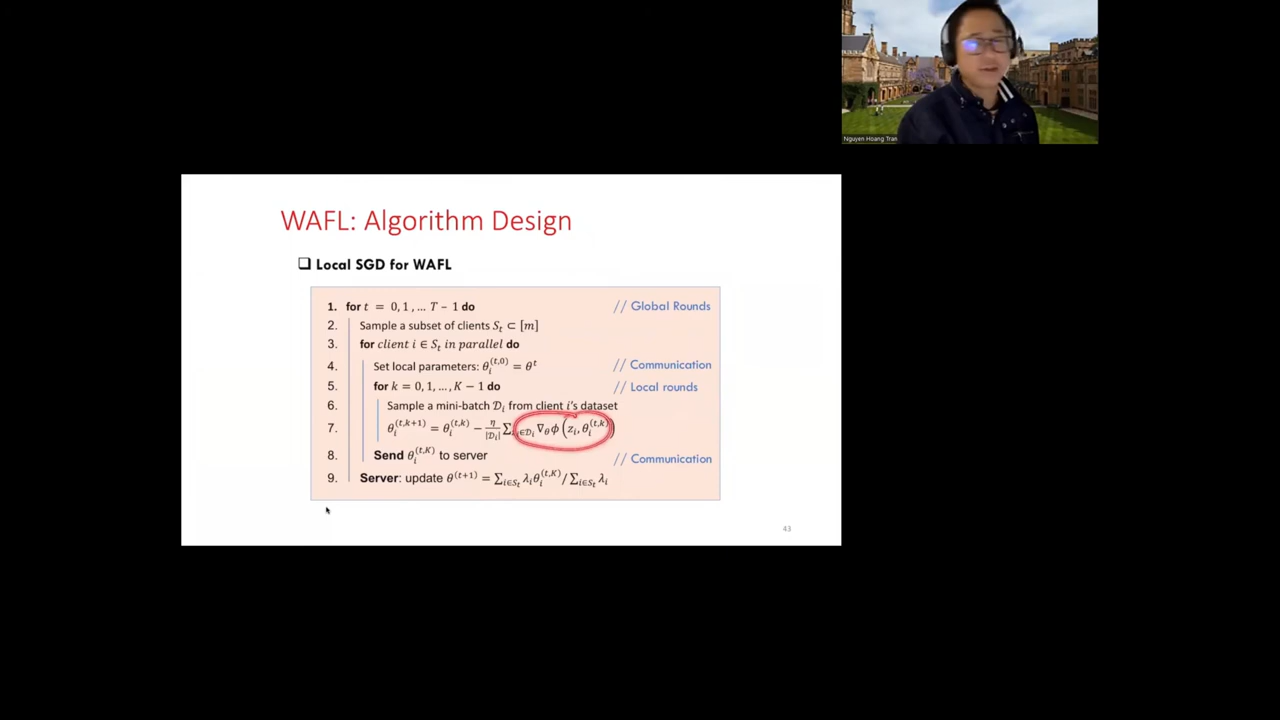 Nguyen Hoang Tran
WAFL: Algorithm Design
❑ Local SGD for WAFL
1. for t = 0, 1, … T − 1 do // Global Rounds
2. Sample a subset of clients S_t ⊂ [m]
3. for client i ∈ S_t in parallel do
4. Set local parameters: θ_i^{(t,0)} = θ^t // Communication
5. for k = 0, 1, …, K − 1 do // Local rounds
6. Sample a mini-batch 𝒟_i from client i's dataset
7. θ_i^{(t,k+1)} = θ_i^{(t,k)} − η/|𝒟_i| ∑_{z_i∈𝒟_i} ∇_θ ϕ(z_i, θ_i^{(t,k)})
8. Send θ_i^{(t,K)} to server // Communication
9. Server: update θ^{(t+1)} = ∑_{i∈S_t} λ_i θ_i^{(t,K)} / ∑_{i∈S_t} λ_i
43